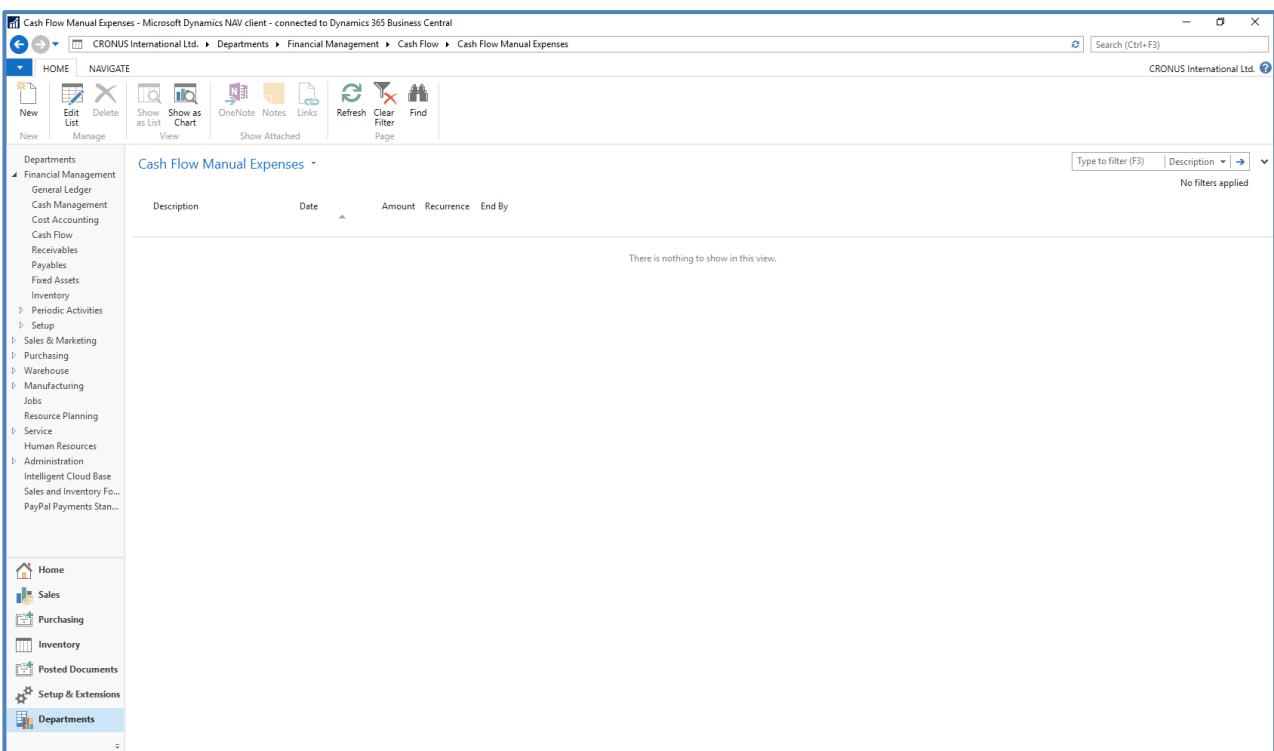 Cash Flow Manual Expenses - Microsoft Dynamics NAV client - connected to Dynamics 365 Business Central
CRONUS International Ltd. Departments Financial Management Cash Flow Cash Flow Manual Expenses
Search (Ctrl+F3)
HOME NAVIGATE
CRONUS International Ltd.
New Edit List Delete Show as List Show as Chart OneNote Notes Links Refresh Clear Filter Find
New Manage View Show Attached Page
Departments
Financial Management
General Ledger
Cash Management
Cost Accounting
Cash Flow
Receivables
Payables
Fixed Assets
Inventory
Periodic Activities
Setup
Sales & Marketing
Purchasing
Warehouse
Manufacturing
Jobs
Resource Planning
Service
Human Resources
Administration
Intelligent Cloud Base
Sales and Inventory Fo...
PayPal Payments Stan...
Home
Sales
Purchasing
Inventory
Posted Documents
Setup & Extensions
Departments
Cash Flow Manual Expenses
Type to filter (F3) Description
No filters applied
Description Date Amount Recurrence End By
There is nothing to show in this view.